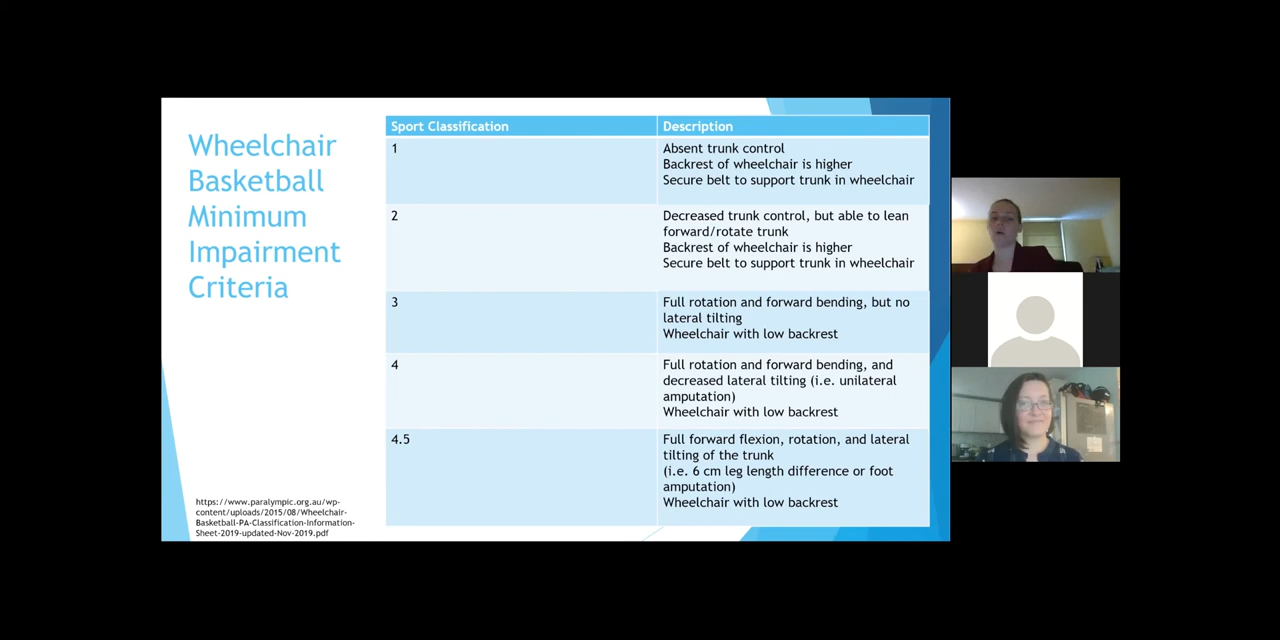 Wheelchair
Basketball
Minimum
Impairment
Criteria
https://www.paralympic.org.au/wp-
content/uploads/2015/08/Wheelchair-
Basketball-PA-Classification-Information-
Sheet-2019-updated-Nov-2019.pdf
Sport Classification
Description
1
Absent trunk control
Backrest of wheelchair is higher
Secure belt to support trunk in wheelchair
2
Decreased trunk control, but able to lean
forward/rotate trunk
Backrest of wheelchair is higher
Secure belt to support trunk in wheelchair
3
Full rotation and forward bending, but no
lateral tilting
Wheelchair with low backrest
4
Full rotation and forward bending, and
decreased lateral tilting (i.e. unilateral
amputation)
Wheelchair with low backrest
4.5
Full forward flexion, rotation, and lateral
tilting of the trunk
(i.e. 6 cm leg length difference or foot
amputation)
Wheelchair with low backrest